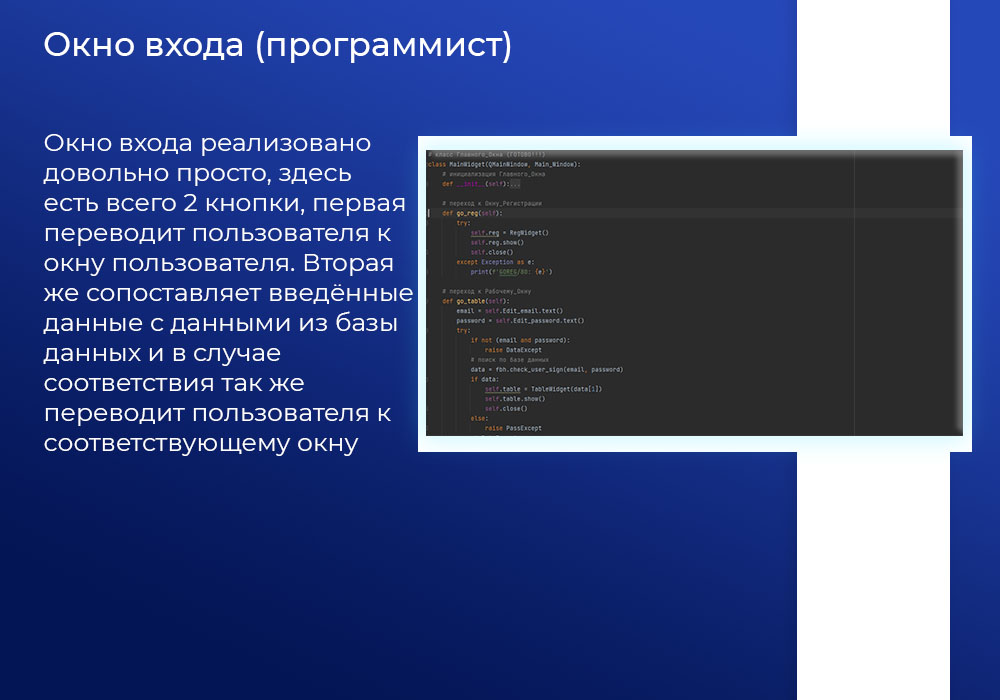 Окно входа (программист)
Окно входа реализовано
довольно просто, здесь
есть всего 2 кнопки, первая
переводит пользователя к
окну пользователя. Вторая
же сопоставляет введённые
данные с данными из базы
данных и в случае
соответствия так же
переводит пользователя к
соответствующему окну
# класс Главного_Окна (ГОТОВО!!!)
class MainWidget(QMainWindow, Main_Window):
# инициализация Главного_Окна
def __init__(self):...
# переход к Окну_Регистрации
def go_reg(self):
try:
self.reg = RegWidget()
self.reg.show()
self.close()
except Exception as e:
print(f'GOREG/80: {e}')
# переход к Рабочему_Окну
def go_table(self):
email = self.Edit_email.text()
password = self.Edit_password.text()
try:
if not (email and password):
raise DataExcept
# поиск по базе данных
data = fbh.check_user_sign(email, password)
if data:
self.table = TableWidget(data[1])
self.table.show()
self.close()
else:
raise PassExcept